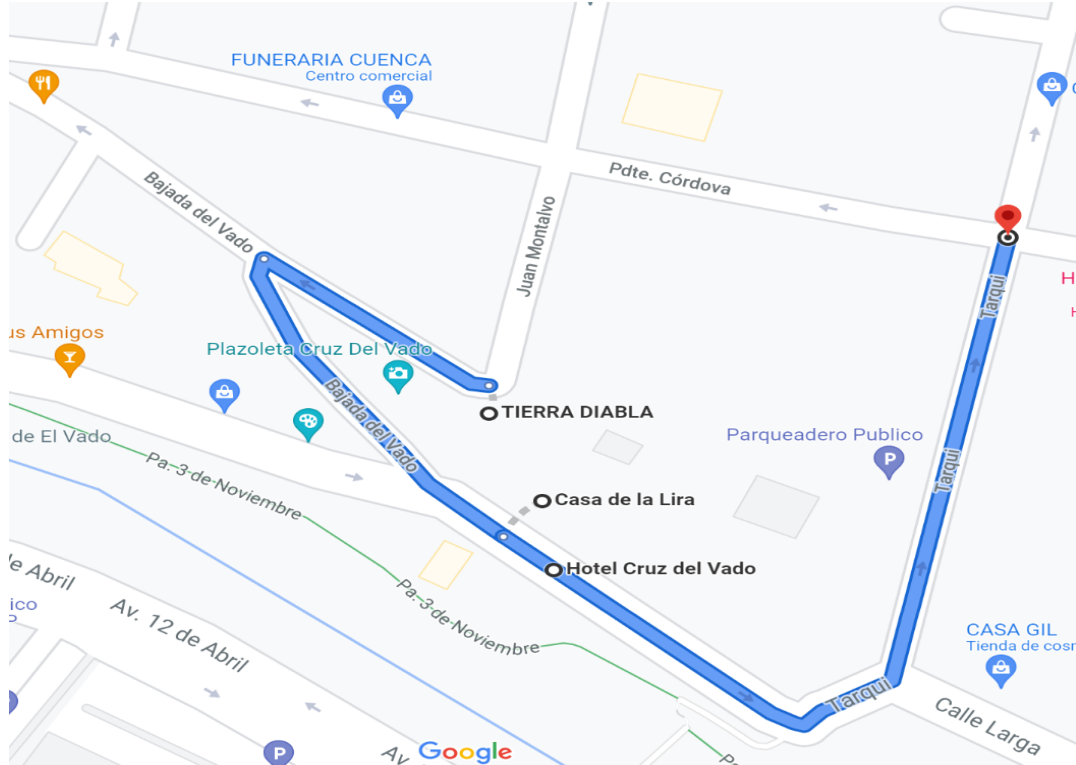 FUNERARIA CUENCA
Centro comercial
Pdte. Córdova
Bajada del Vado
Juan Montalvo
Tarqui
us Amigos
Plazoleta Cruz Del Vado
Bajada del Vado
TIERRA DIABLA
Parqueadero Publico
P
de El Vado
Tarqui
Pa. 3 de Noviembre
Casa de la Lira
Hotel Cruz del Vado
e Abril
Pa. 3 de Noviembre
ico
P
Av. 12 de Abril
CASA GIL
Tienda de cosr
Tarqui
Calle Larga
P
Av
Google
P
H